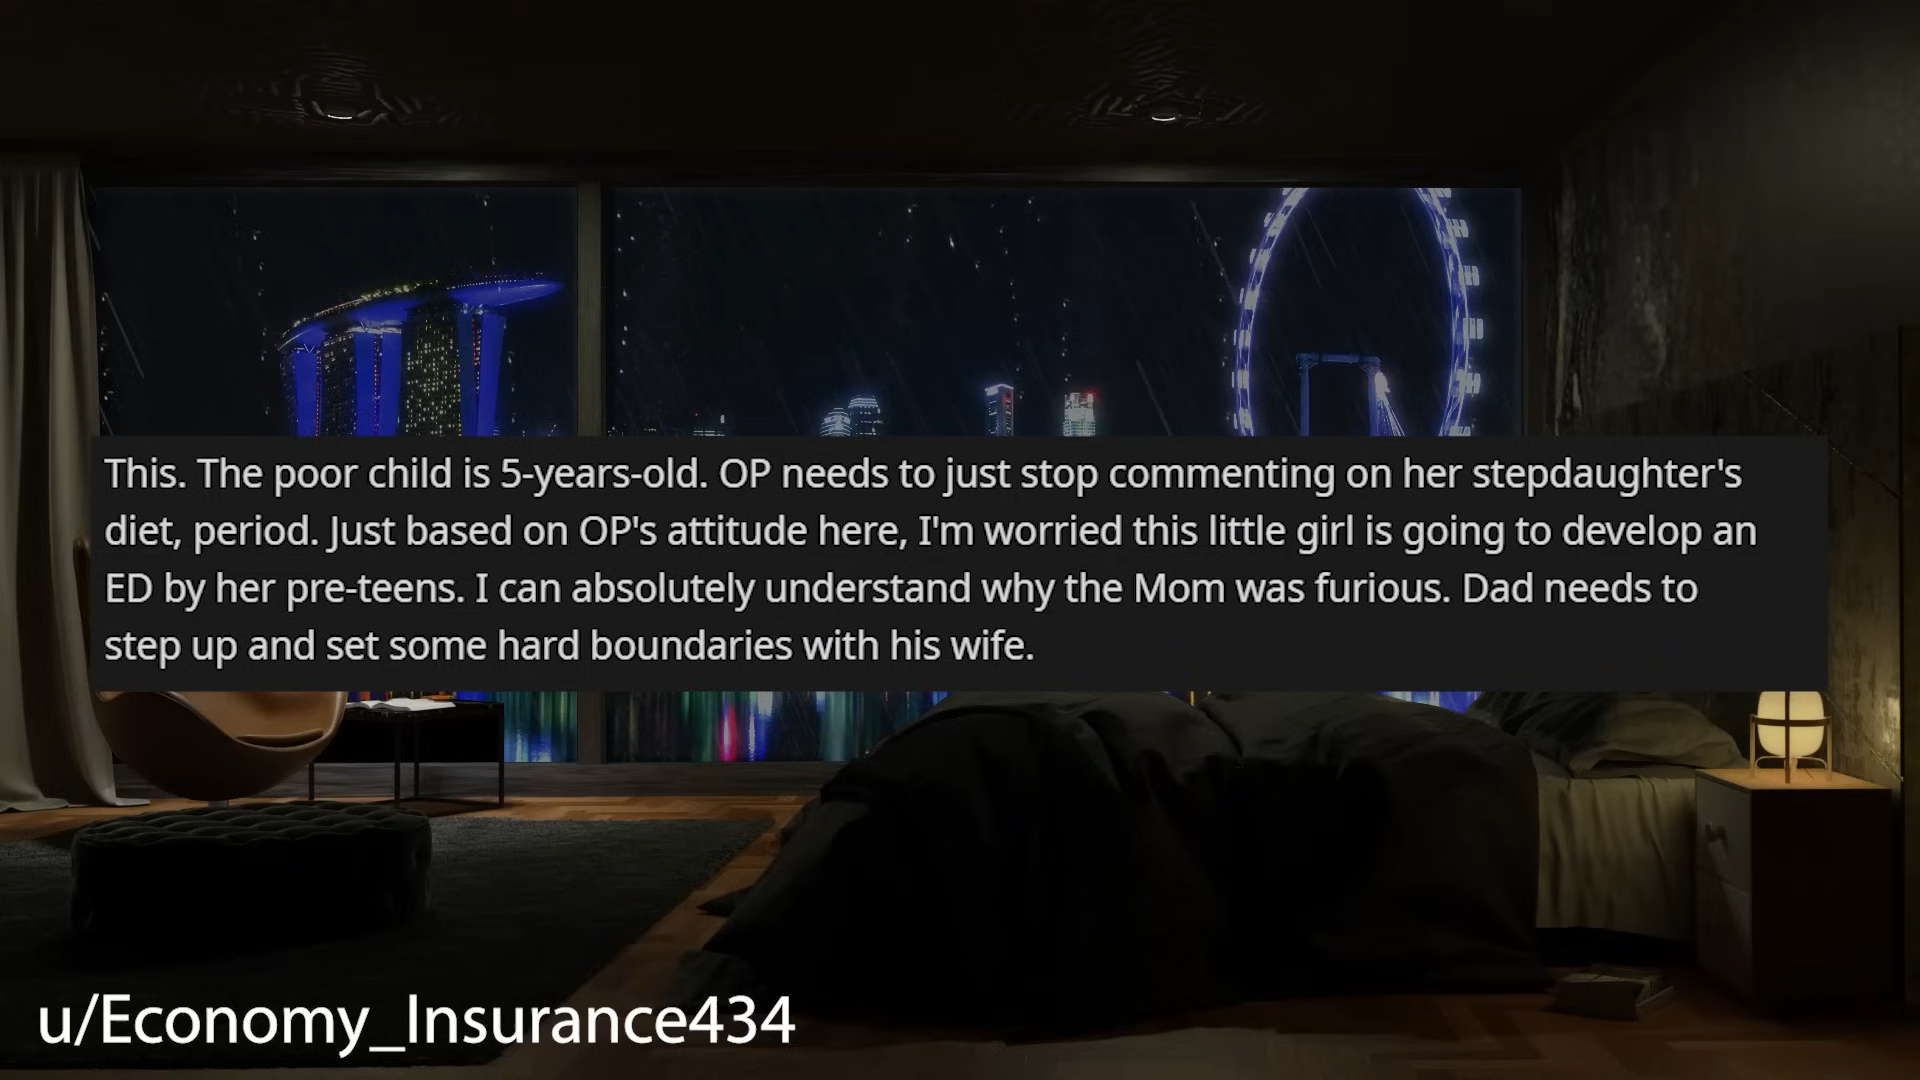 This. The poor child is 5-years-old. OP needs to just stop commenting on her stepdaughter's
diet, period. Just based on OP's attitude here, I'm worried this little girl is going to develop an
ED by her pre-teens. I can absolutely understand why the Mom was furious. Dad needs to
step up and set some hard boundaries with his wife.
u/Economy_Insurance434